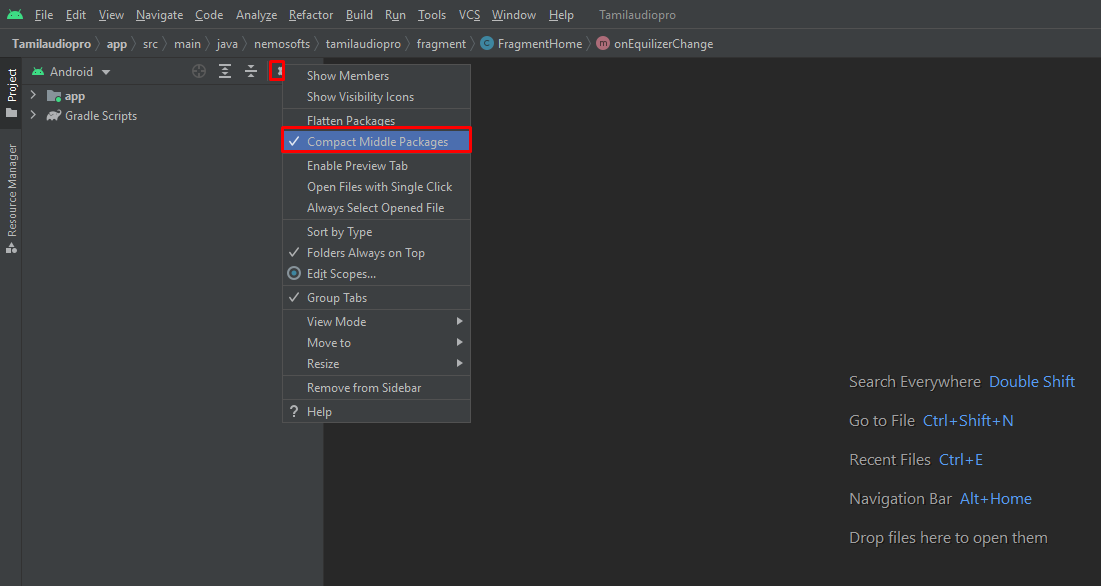 File Edit View Navigate Code Analyze Refactor Build Run Tools VCS Window Help Tamilaudiopro
Tamilaudiopro app src main java nemosofts tamilaudiopro fragment C FragmentHome m onEquilizerChange
Project
Android
app
Gradle Scripts
Resource Manager
Show Members
Show Visibility Icons
Flatten Packages
Compact Middle Packages
Enable Preview Tab
Open Files with Single Click
Always Select Opened File
Sort by Type
Folders Always on Top
Edit Scopes...
Group Tabs
View Mode
Move to
Resize
Remove from Sidebar
? Help
Search Everywhere Double Shift
Go to File Ctrl+Shift+N
Recent Files Ctrl+E
Navigation Bar Alt+Home
Drop files here to open them